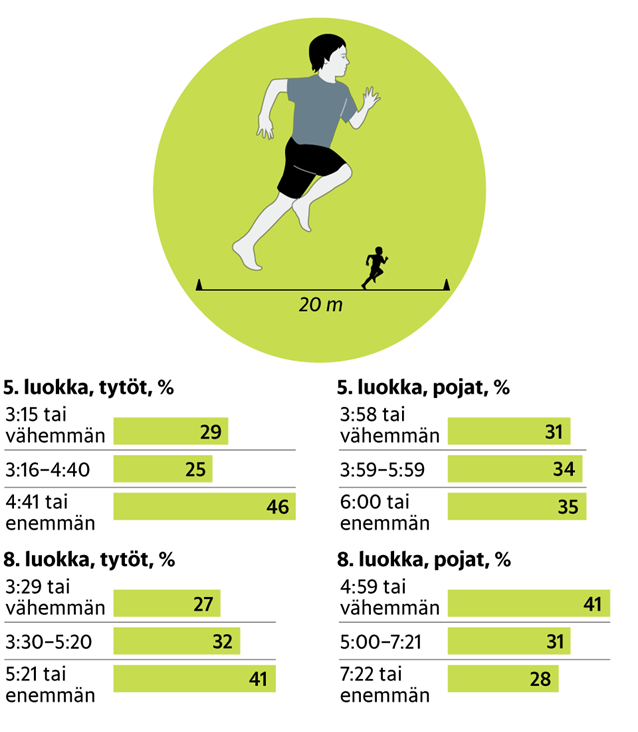 20 m
5. luokka, tytöt, %
3:15 tai
vähemmän
29
3:16–4:40
25
4:41 tai
enemmän
46
5. luokka, pojat, %
3:58 tai
vähemmän
31
3:59–5:59
34
6:00 tai
enemmän
35
8. luokka, tytöt, %
3:29 tai
vähemmän
27
3:30–5:20
32
5:21 tai
enemmän
41
8. luokka, pojat, %
4:59 tai
vähemmän
41
5:00–7:21
31
7:22 tai
enemmän
28